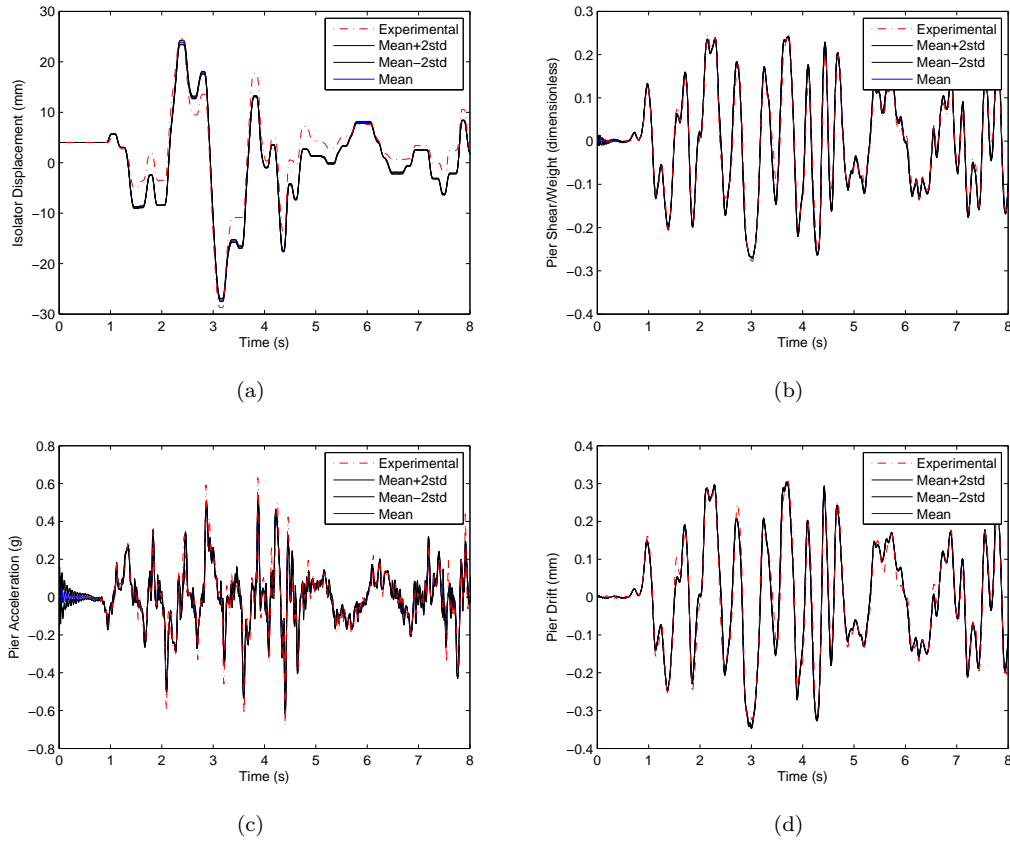 30
20
10
0
−10
−20
−30
Isolator Displacement (mm)
0 1 2 3 4 5 6 7 8
Time (s)
Experimental
Mean+2std
Mean−2std
Mean
(a)
0.3
0.2
0.1
0
−0.1
−0.2
−0.3
−0.4
Pier Shear/Weight (dimensionless)
0 1 2 3 4 5 6 7 8
Time (s)
Experimental
Mean+2std
Mean−2std
Mean
(b)
0.8
0.6
0.4
0.2
0
−0.2
−0.4
−0.6
−0.8
Pier Acceleration (g)
0 1 2 3 4 5 6 7 8
Time (s)
Experimental
Mean+2std
Mean−2std
Mean
(c)
0.4
0.3
0.2
0.1
0
−0.1
−0.2
−0.3
−0.4
Pier Drift (mm)
0 1 2 3 4 5 6 7 8
Time (s)
Experimental
Mean+2std
Mean−2std
Mean
(d)